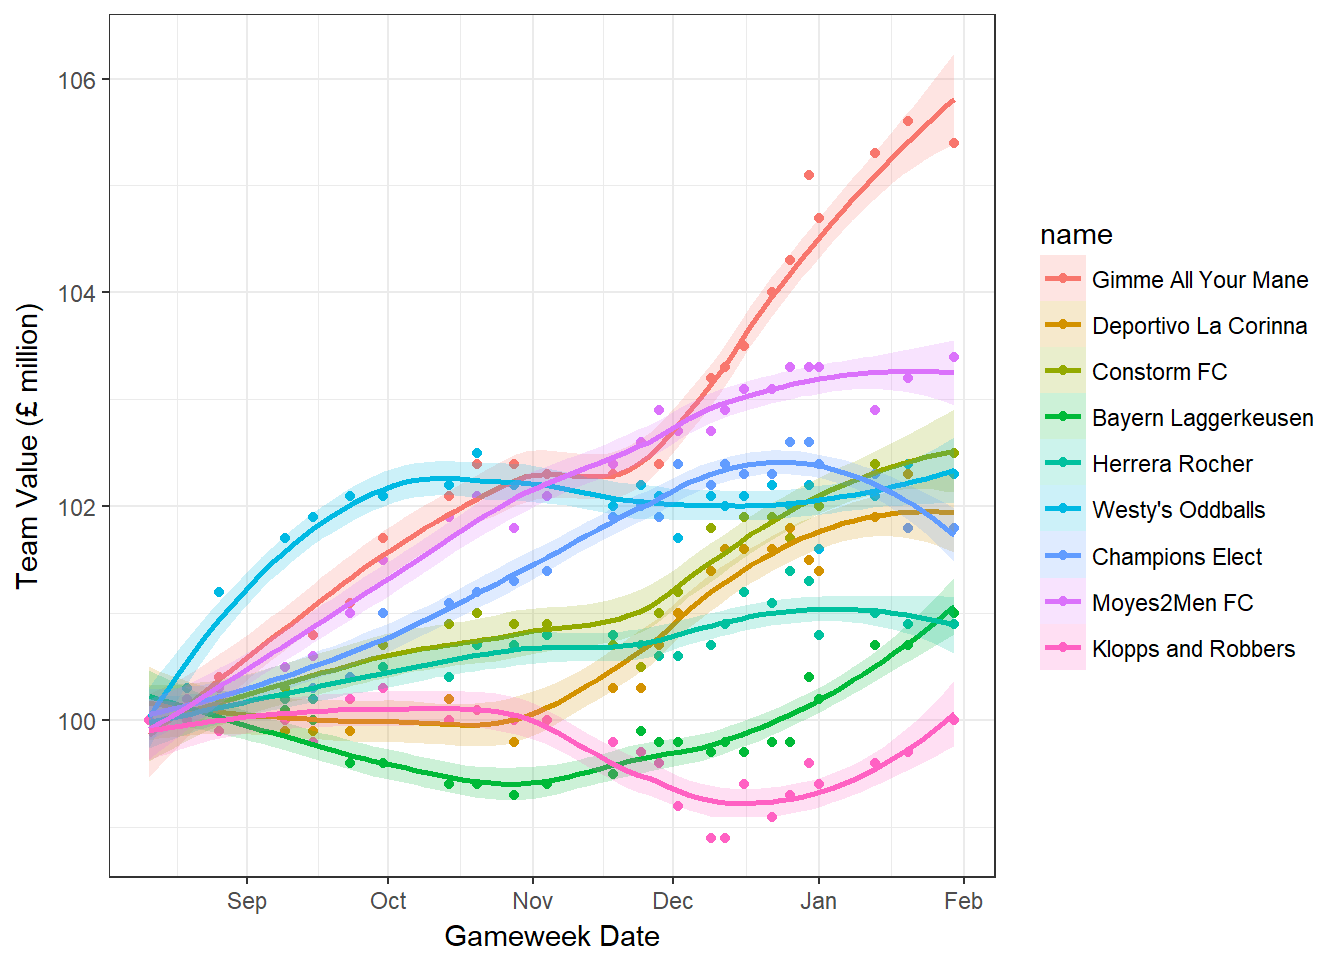 Team Value (£ million)
106
104
102
100
Sep Oct Nov Dec Jan Feb
Gameweek Date
name
Gimme All Your Mane
Deportivo La Corinna
Constorm FC
Bayern Laggerkeusen
Herrera Rocher
Westy's Oddballs
Champions Elect
Moyes2Men FC
Klopps and Robbers